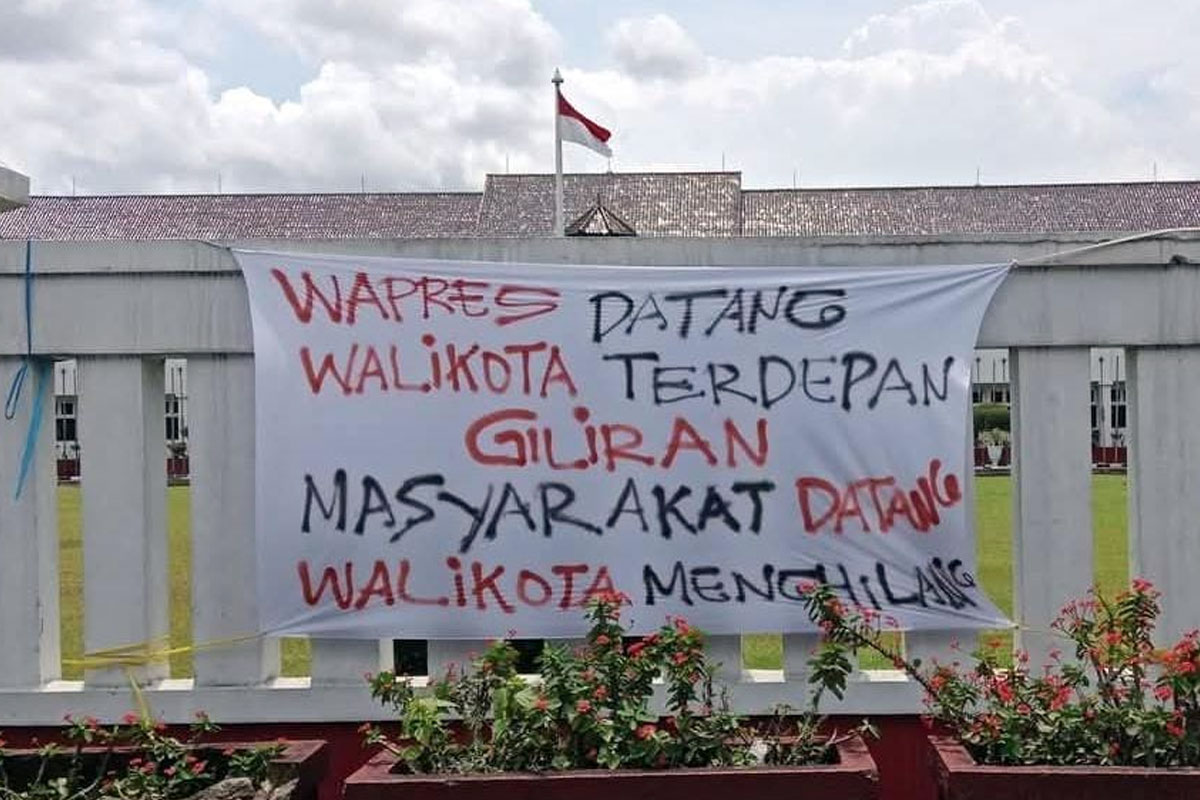 WAPRES DATANG
WALiKOTA TERDEPAN
GiLiRAN
MASYARAKAT DATANG
WALiKOTA MENGHiLANG